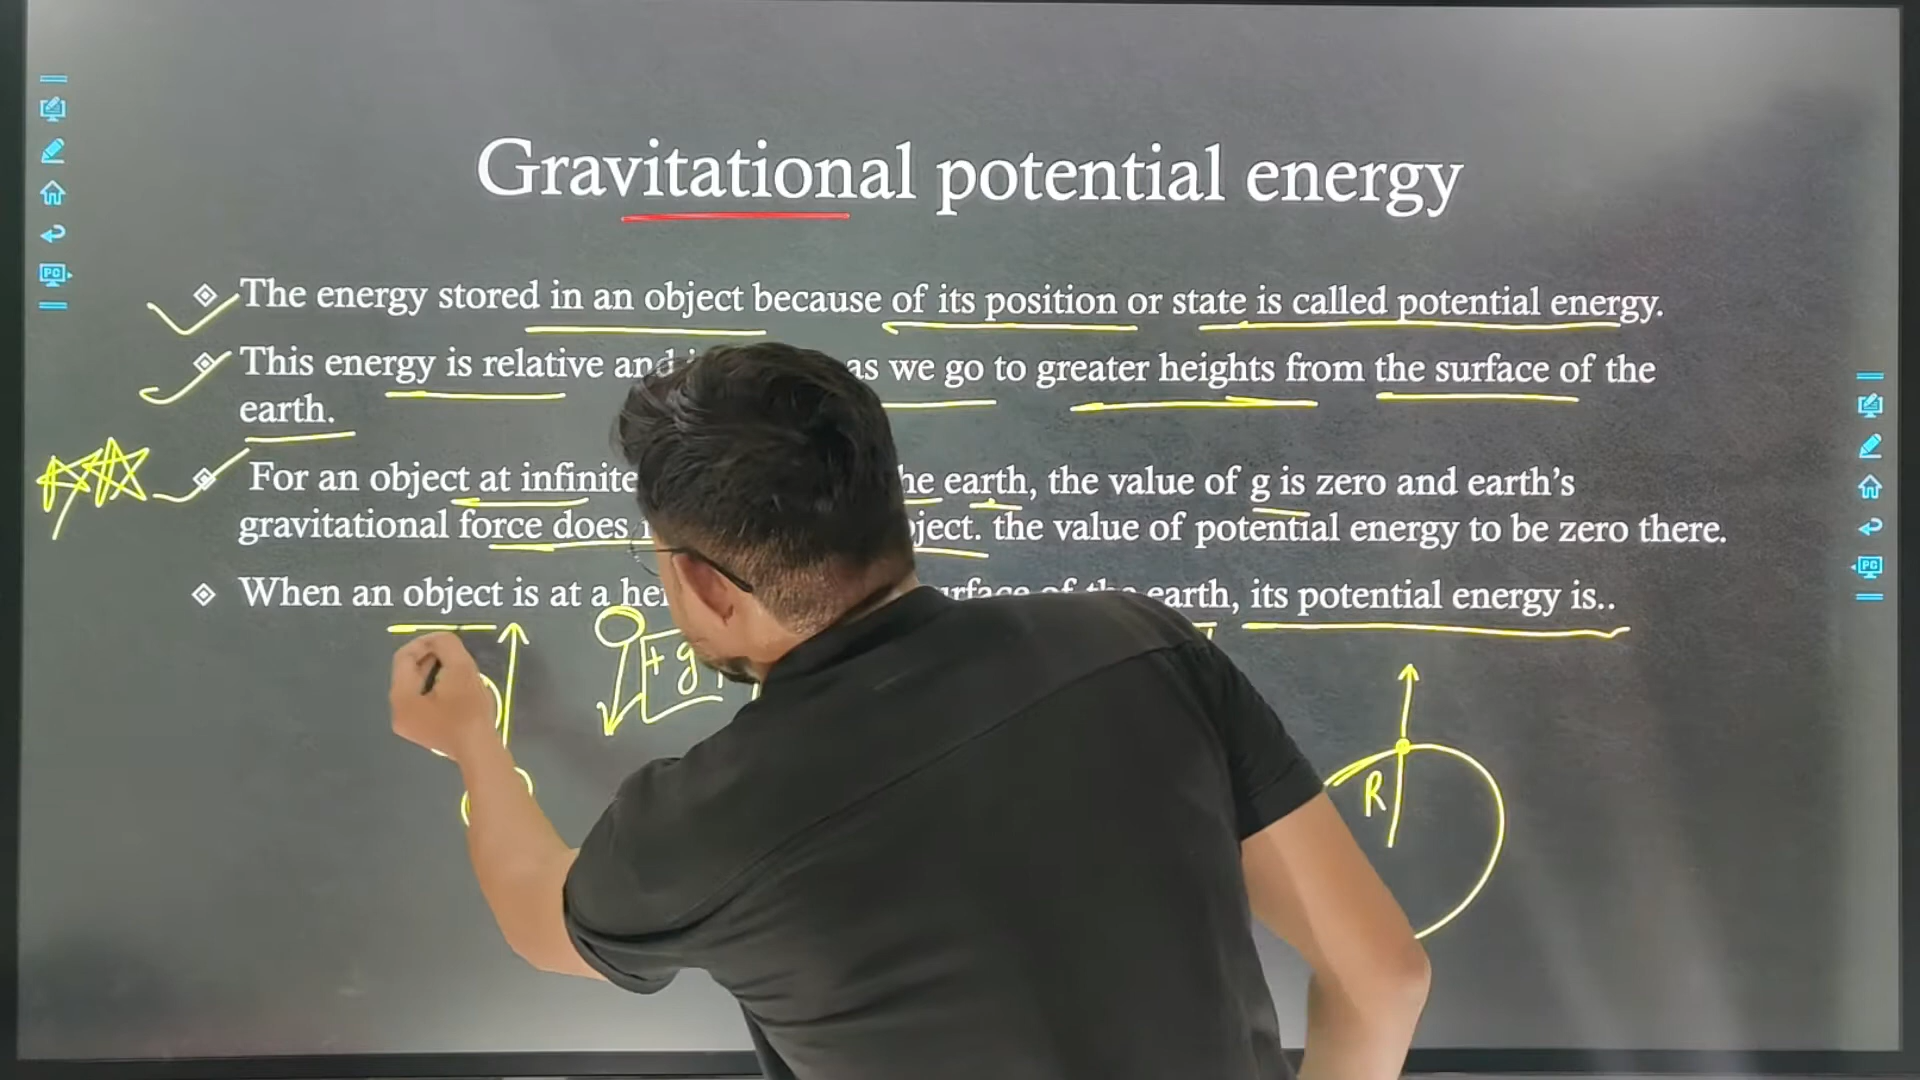 Gravitational potential energy
The energy stored in an object because of its position or state is called potential energy.
This energy is relative and as we go to greater heights from the surface of the
earth.
For an object at infinite earth, the value of g is zero and earth's
gravitational force does the value of potential energy to be zero there.
When an object is at a earth, its potential energy is..
+g
R
PC
PC